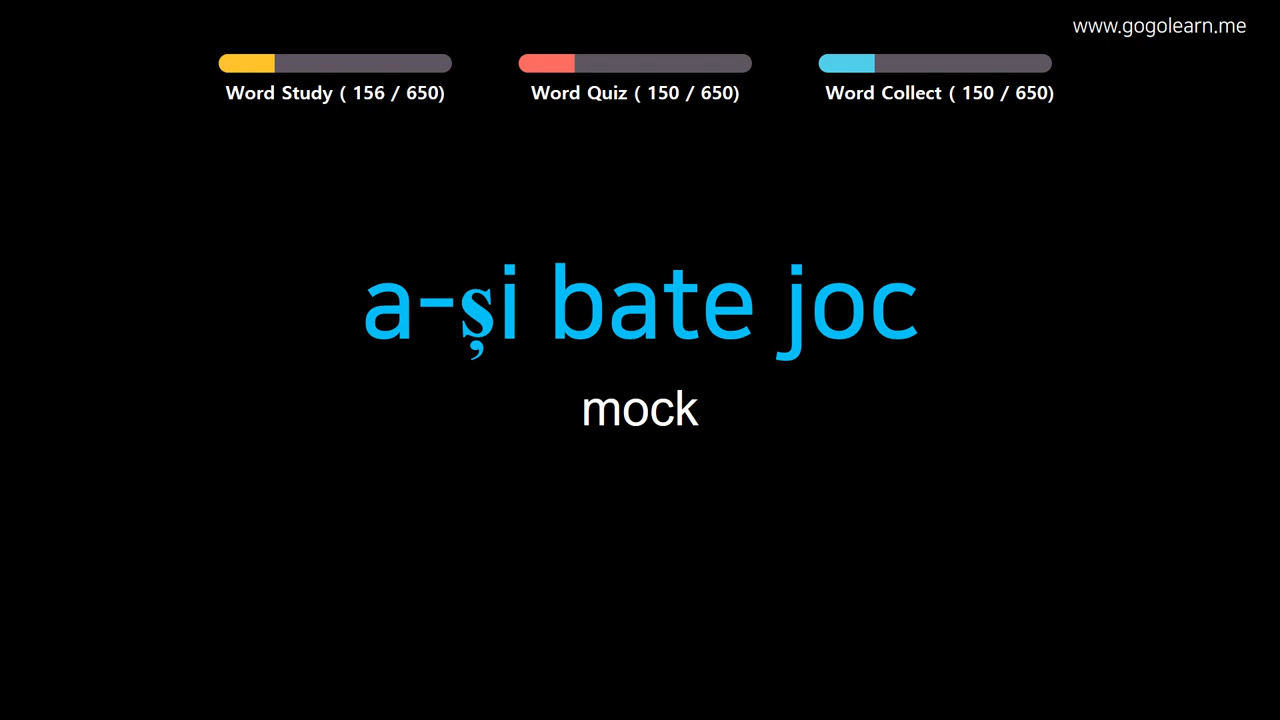 www.gogolearn.me
Word Study ( 156 / 650)
Word Quiz ( 150 / 650)
Word Collect ( 150 / 650)
a-și bate joc
mock